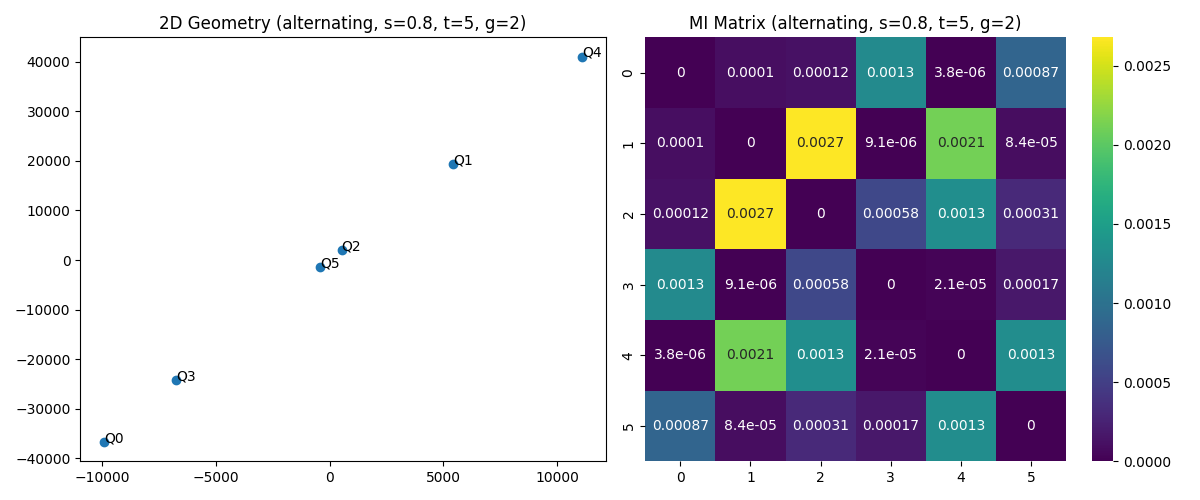 2D Geometry (alternating, s=0.8, t=5, g=2)
40000
30000
20000
10000
0
−10000
−20000
−30000
−40000
−10000 −5000 0 5000 10000
Q4
Q1
Q2
Q5
Q3
Q0
MI Matrix (alternating, s=0.8, t=5, g=2)
0 0 0.0001 0.00012 0.0013 3.8e-06 0.00087
1 0.0001 0 0.0027 9.1e-06 0.0021 8.4e-05
2 0.00012 0.0027 0 0.00058 0.0013 0.00031
3 0.0013 9.1e-06 0.00058 0 2.1e-05 0.00017
4 3.8e-06 0.0021 0.0013 2.1e-05 0 0.0013
5 0.00087 8.4e-05 0.00031 0.00017 0.0013 0
0 1 2 3 4 5
0.0025
0.0020
0.0015
0.0010
0.0005
0.0000